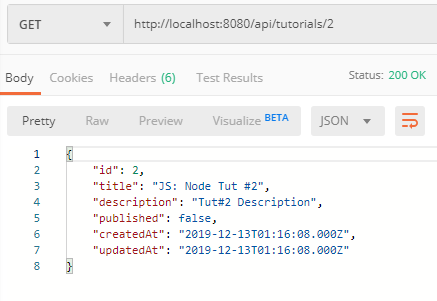 GET http://localhost:8080/api/tutorials/2
Body Cookies Headers (6) Test Results Status: 200 OK
Pretty Raw Preview Visualize BETA JSON
1 {
2 "id": 2,
3 "title": "JS: Node Tut #2",
4 "description": "Tut#2 Description",
5 "published": false,
6 "createdAt": "2019-12-13T01:16:08.000Z",
7 "updatedAt": "2019-12-13T01:16:08.000Z"
8 }